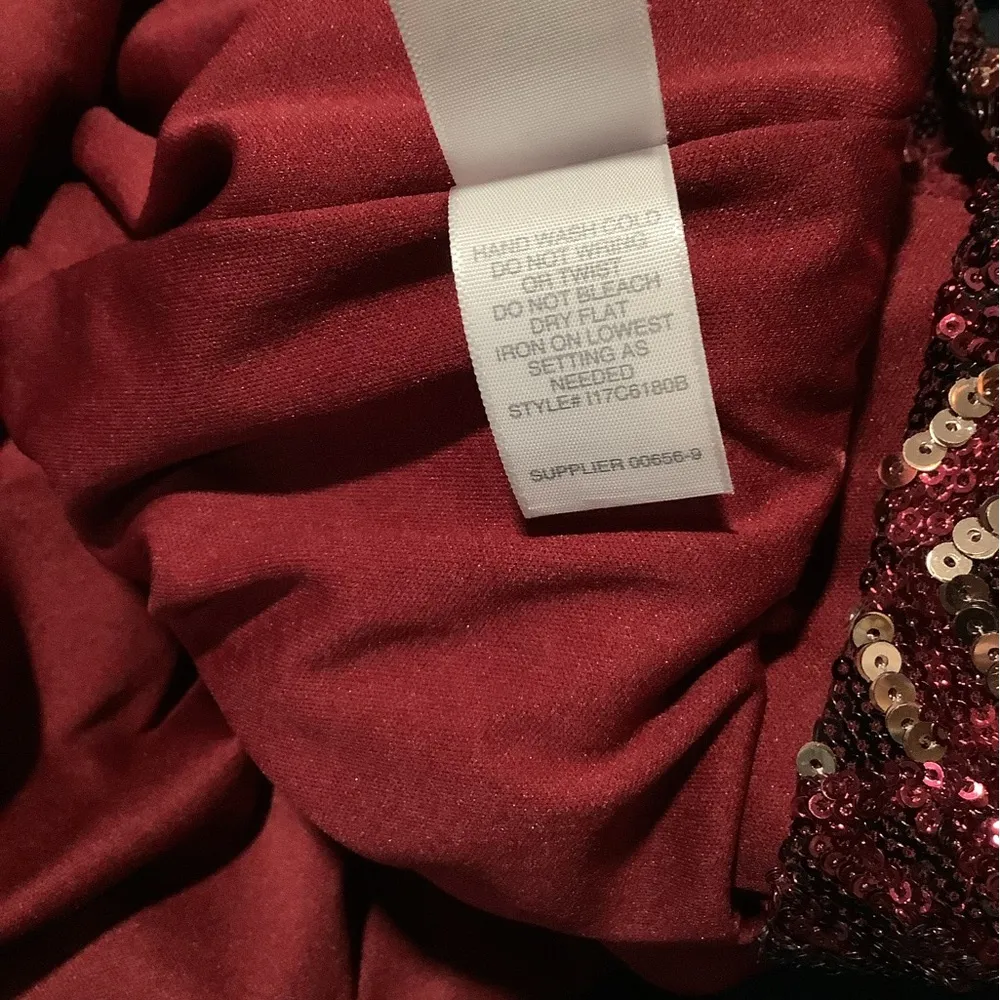 HAND WASH COLD
DO NOT WRING
OR TWIST
DO NOT BLEACH
DRY FLAT
IRON ON LOWEST
SETTING AS
NEEDED
STYLE# I17C6180B
SUPPLIER 00656-9